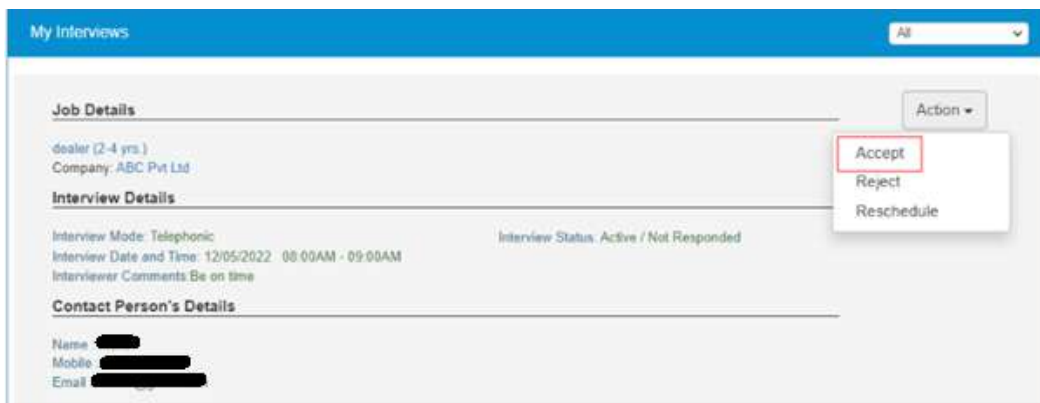 My Interviews
All
Job Details
Action
dealer (2-4 yrs.)
Company: ABC Pvt Ltd
Accept
Reject
Reschedule
Interview Details
Interview Mode: Telephonic
Interview Status: Active / Not Responded
Interview Date and Time: 12/05/2022 08:00AM - 09:00AM
Interviewer Comments:Be on time
Contact Person's Details
Name
Mobile
Email